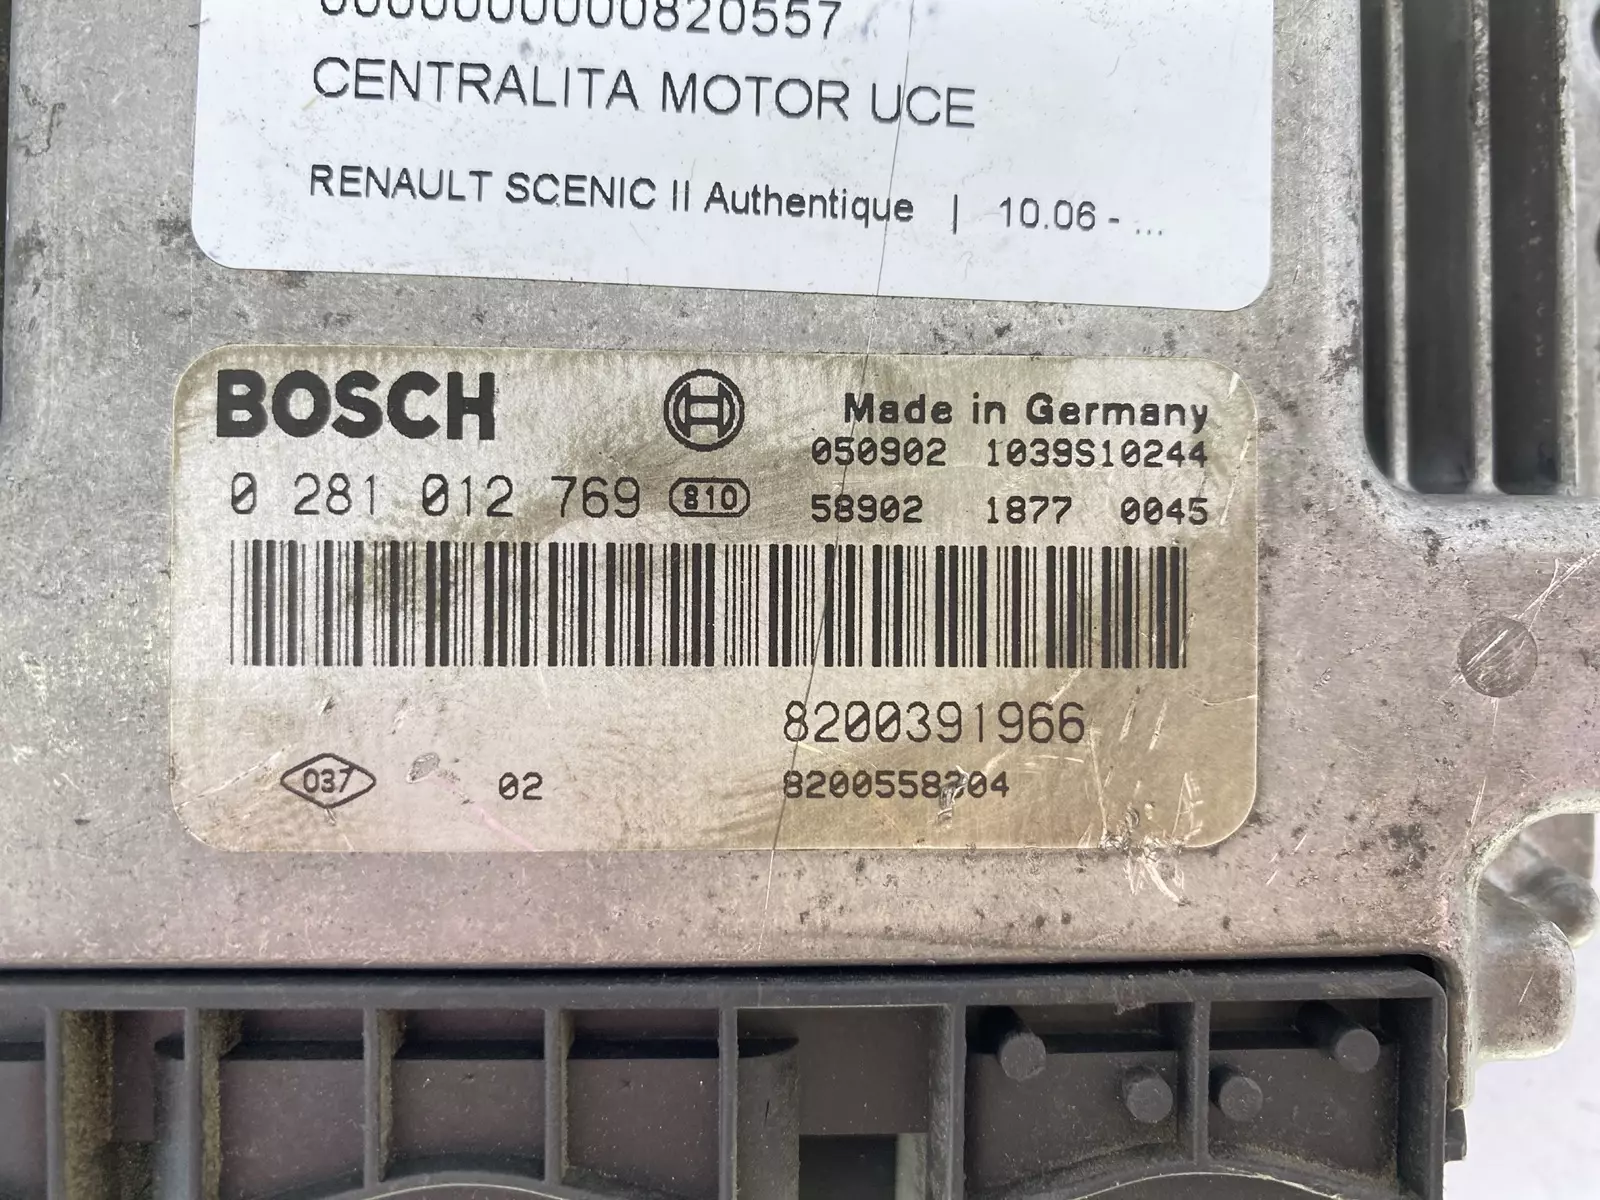 0000000000820557
CENTRALITA MOTOR UCE
RENAULT SCENIC II Authentique | 10.06 - ...
BOSCH
Made in Germany
050902 1039S10244
0 281 012 769 810
58902 1877 0045
8200391966
037 02